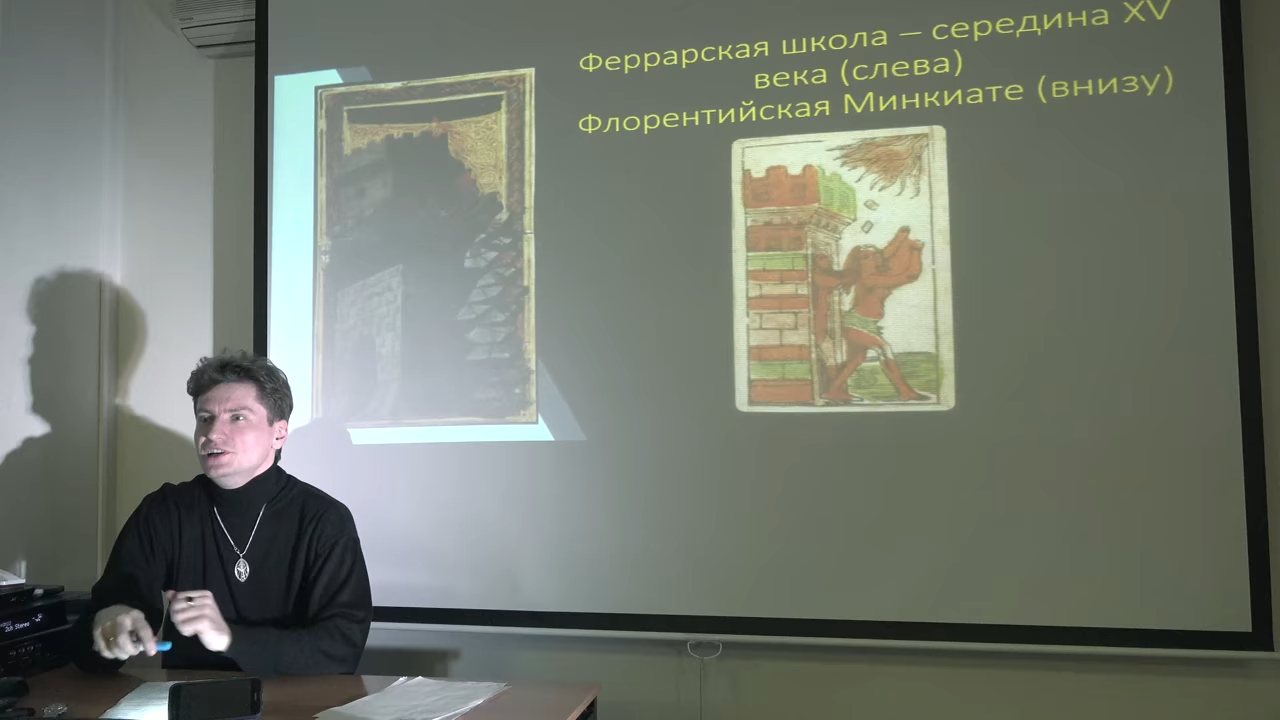 Феррарская школа – середина XV
века (слева)
Флорентийская Минкиате (внизу)